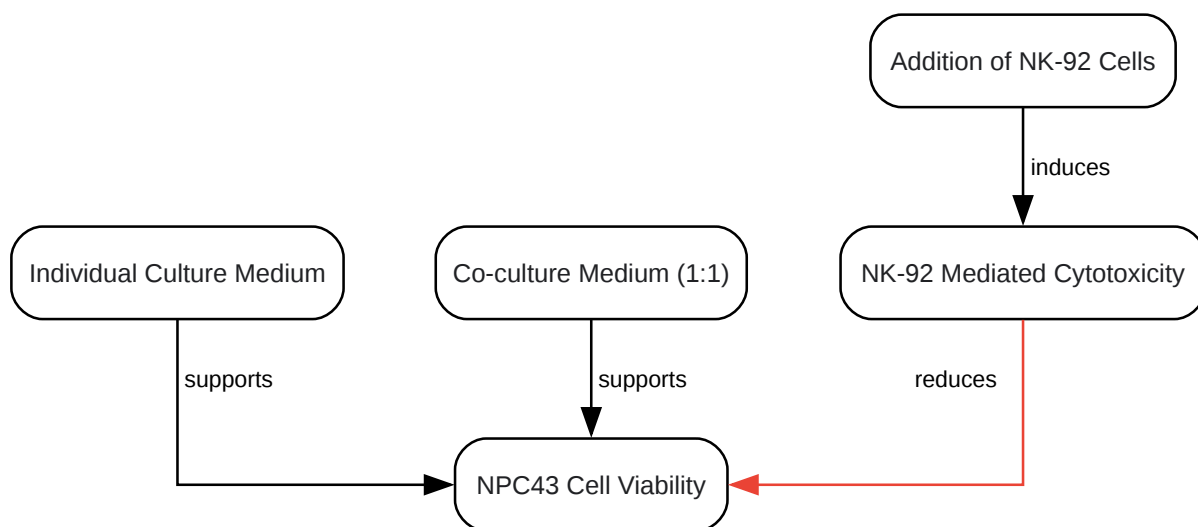 Addition of NK-92 Cells
induces
Individual Culture Medium
Co-culture Medium (1:1)
NK-92 Mediated Cytotoxicity
supports
supports
reduces
NPC43 Cell Viability